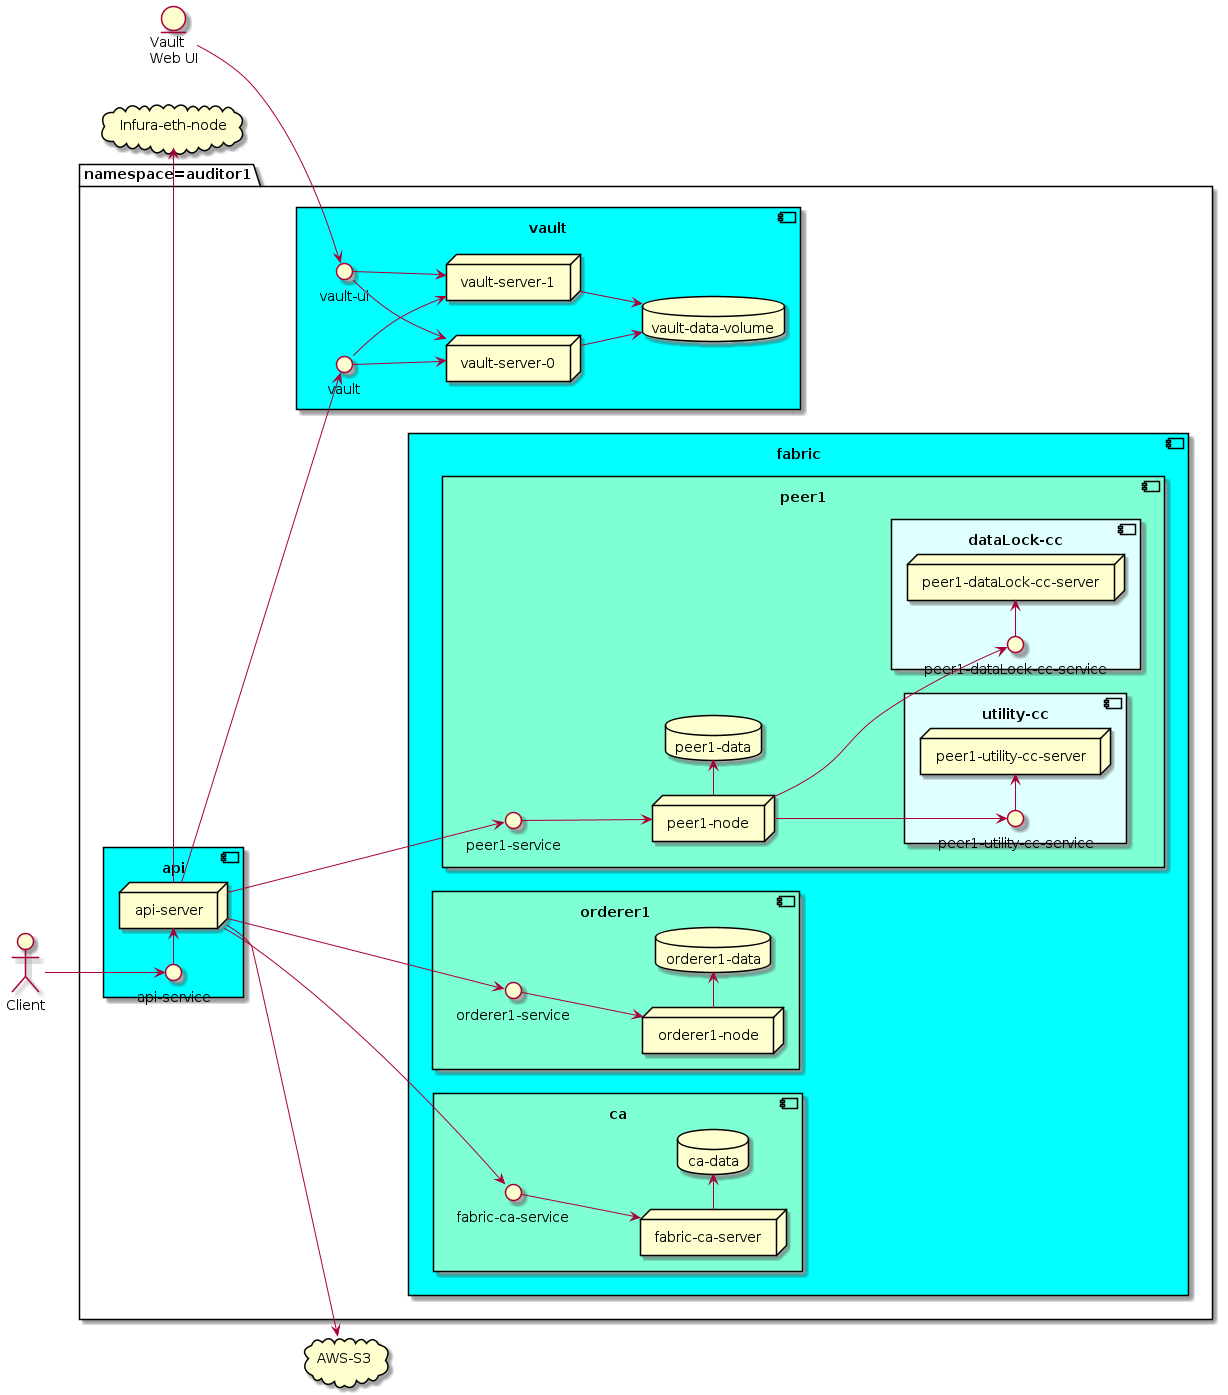 Vault
Web UI
Infura-eth-node
namespace=auditor1
vault
vault-ui
vault-server-1
vault-data-volume
vault-server-0
vault
fabric
peer1
dataLock-cc
peer1-dataLock-cc-server
peer1-dataLock-cc-service
utility-cc
peer1-data
peer1-utility-cc-server
peer1-service
peer1-node
peer1-utility-cc-service
api
api-server
api-service
Client
orderer1
orderer1-data
orderer1-service
orderer1-node
ca
ca-data
fabric-ca-service
fabric-ca-server
AWS-S3